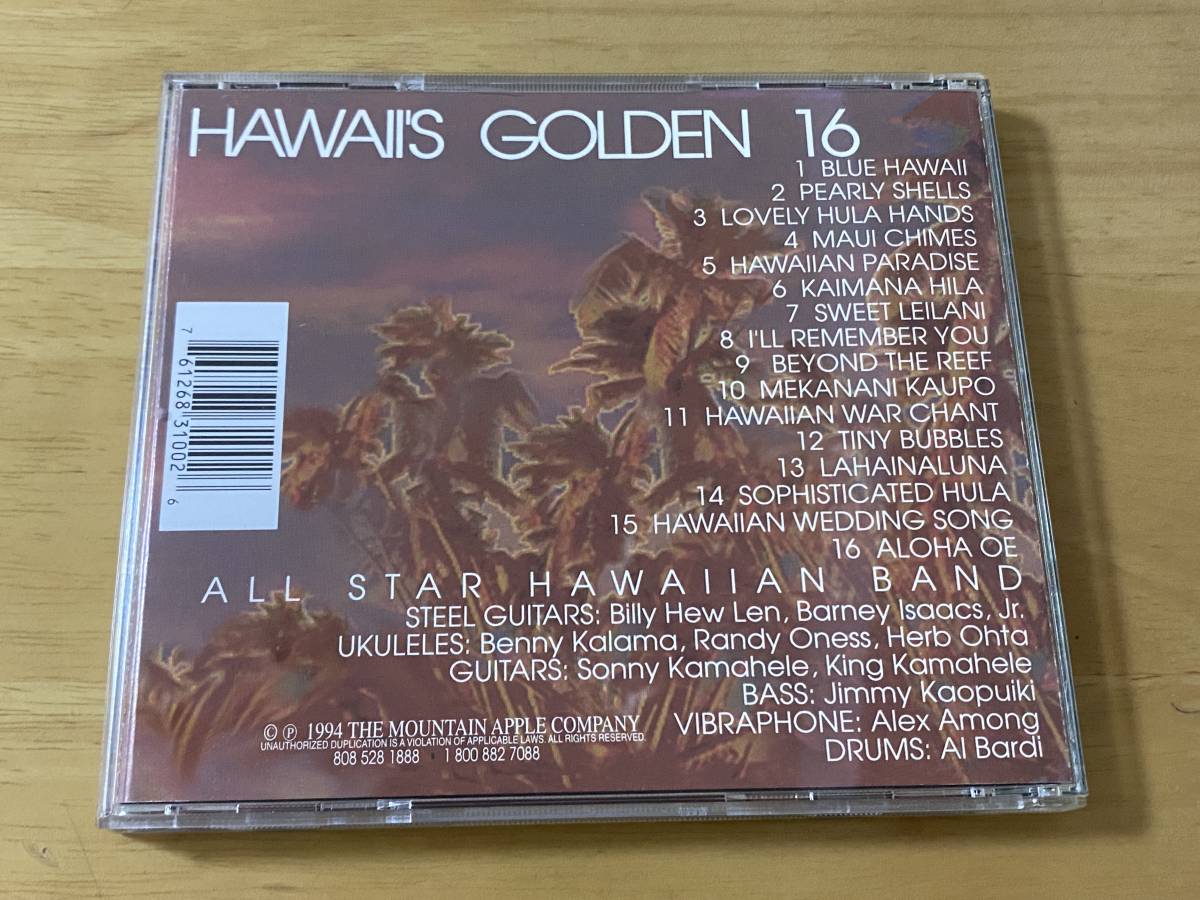 HAWAII'S GOLDEN 16
1 BLUE HAWAII
2 PEARLY SHELLS
3 LOVELY HULA HANDS
4 MAUI CHIMES
5 HAWAIIAN PARADISE
6 KAIMANA HILA
7 SWEET LEILANI
8 I'LL REMEMBER YOU
9 BEYOND THE REEF
10 MEKANANI KAUPO
11 HAWAIIAN WAR CHANT
12 TINY BUBBLES
13 LAHAINALUNA
14 SOPHISTICATED HULA
15 HAWAIIAN WEDDING SONG
16 ALOHA OE
7 61268 31002 6
ALL STAR HAWAIIAN BAND
STEEL GUITARS: Billy Hew Len, Barney Isaacs, Jr.
UKULELES: Benny Kalama, Randy Oness, Herb Ohta
GUITARS: Sonny Kamahele, King Kamahele
BASS: Jimmy Kaopuiki
VIBRAPHONE: Alex Among
DRUMS: Al Bardi
© ℗ 1994 THE MOUNTAIN APPLE COMPANY
UNAUTHORIZED DUPLICATION IS A VIOLATION OF APPLICABLE LAWS. ALL RIGHTS RESERVED.
808 528 1888 1 800 882 7088